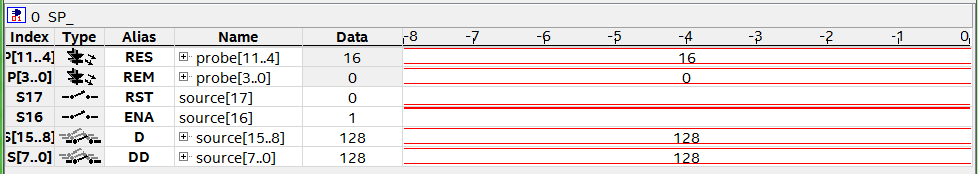 0 SP_
Index Type Alias Name Data -8 -7 -6 -5 -4 -3 -2 -1 0
P[11..4] RES probe[11..4] 16 16
P[3..0] REM probe[3..0] 0 0
S17 RST source[17] 0
S16 ENA source[16] 1
S[15..8] D source[15..8] 128 128
S[7..0] DD source[7..0] 128 128